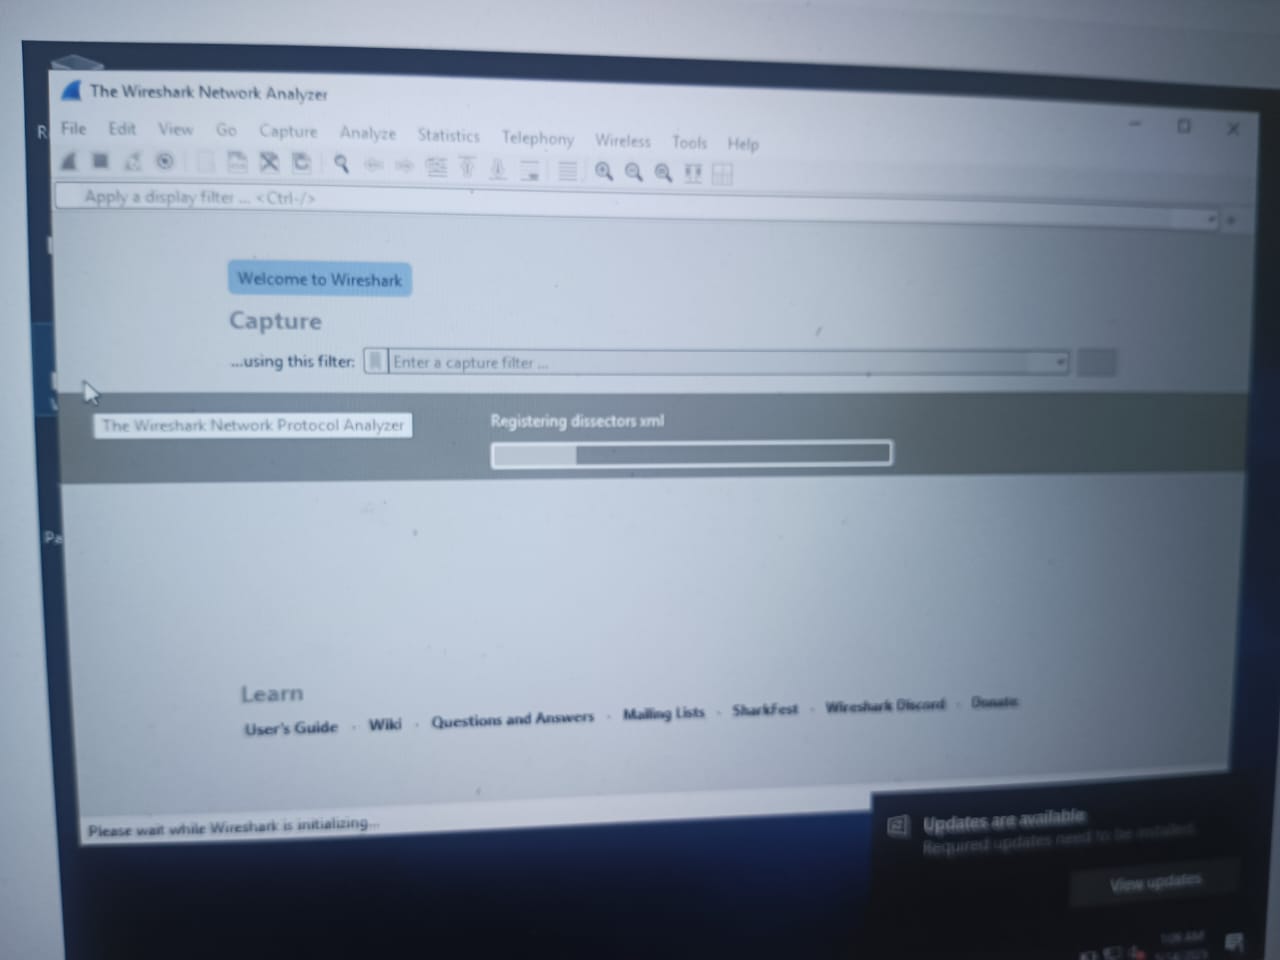 The Wireshark Network Analyzer
R
File Edit View Go Capture Analyze Statistics Telephony Wireless Tools Help
Apply a display filter ... <Ctrl-/>
Welcome to Wireshark
Capture
...using this filter: Enter a capture filter ...
The Wireshark Network Protocol Analyzer
Registering dissectors xml
Pa
Learn
User's Guide · Wiki · Questions and Answers · Mailing Lists · SharkFest · Wireshark Discord · Donate
Please wait while Wireshark is initializing...
Updates are available
Required updates need to be installed.
View updates